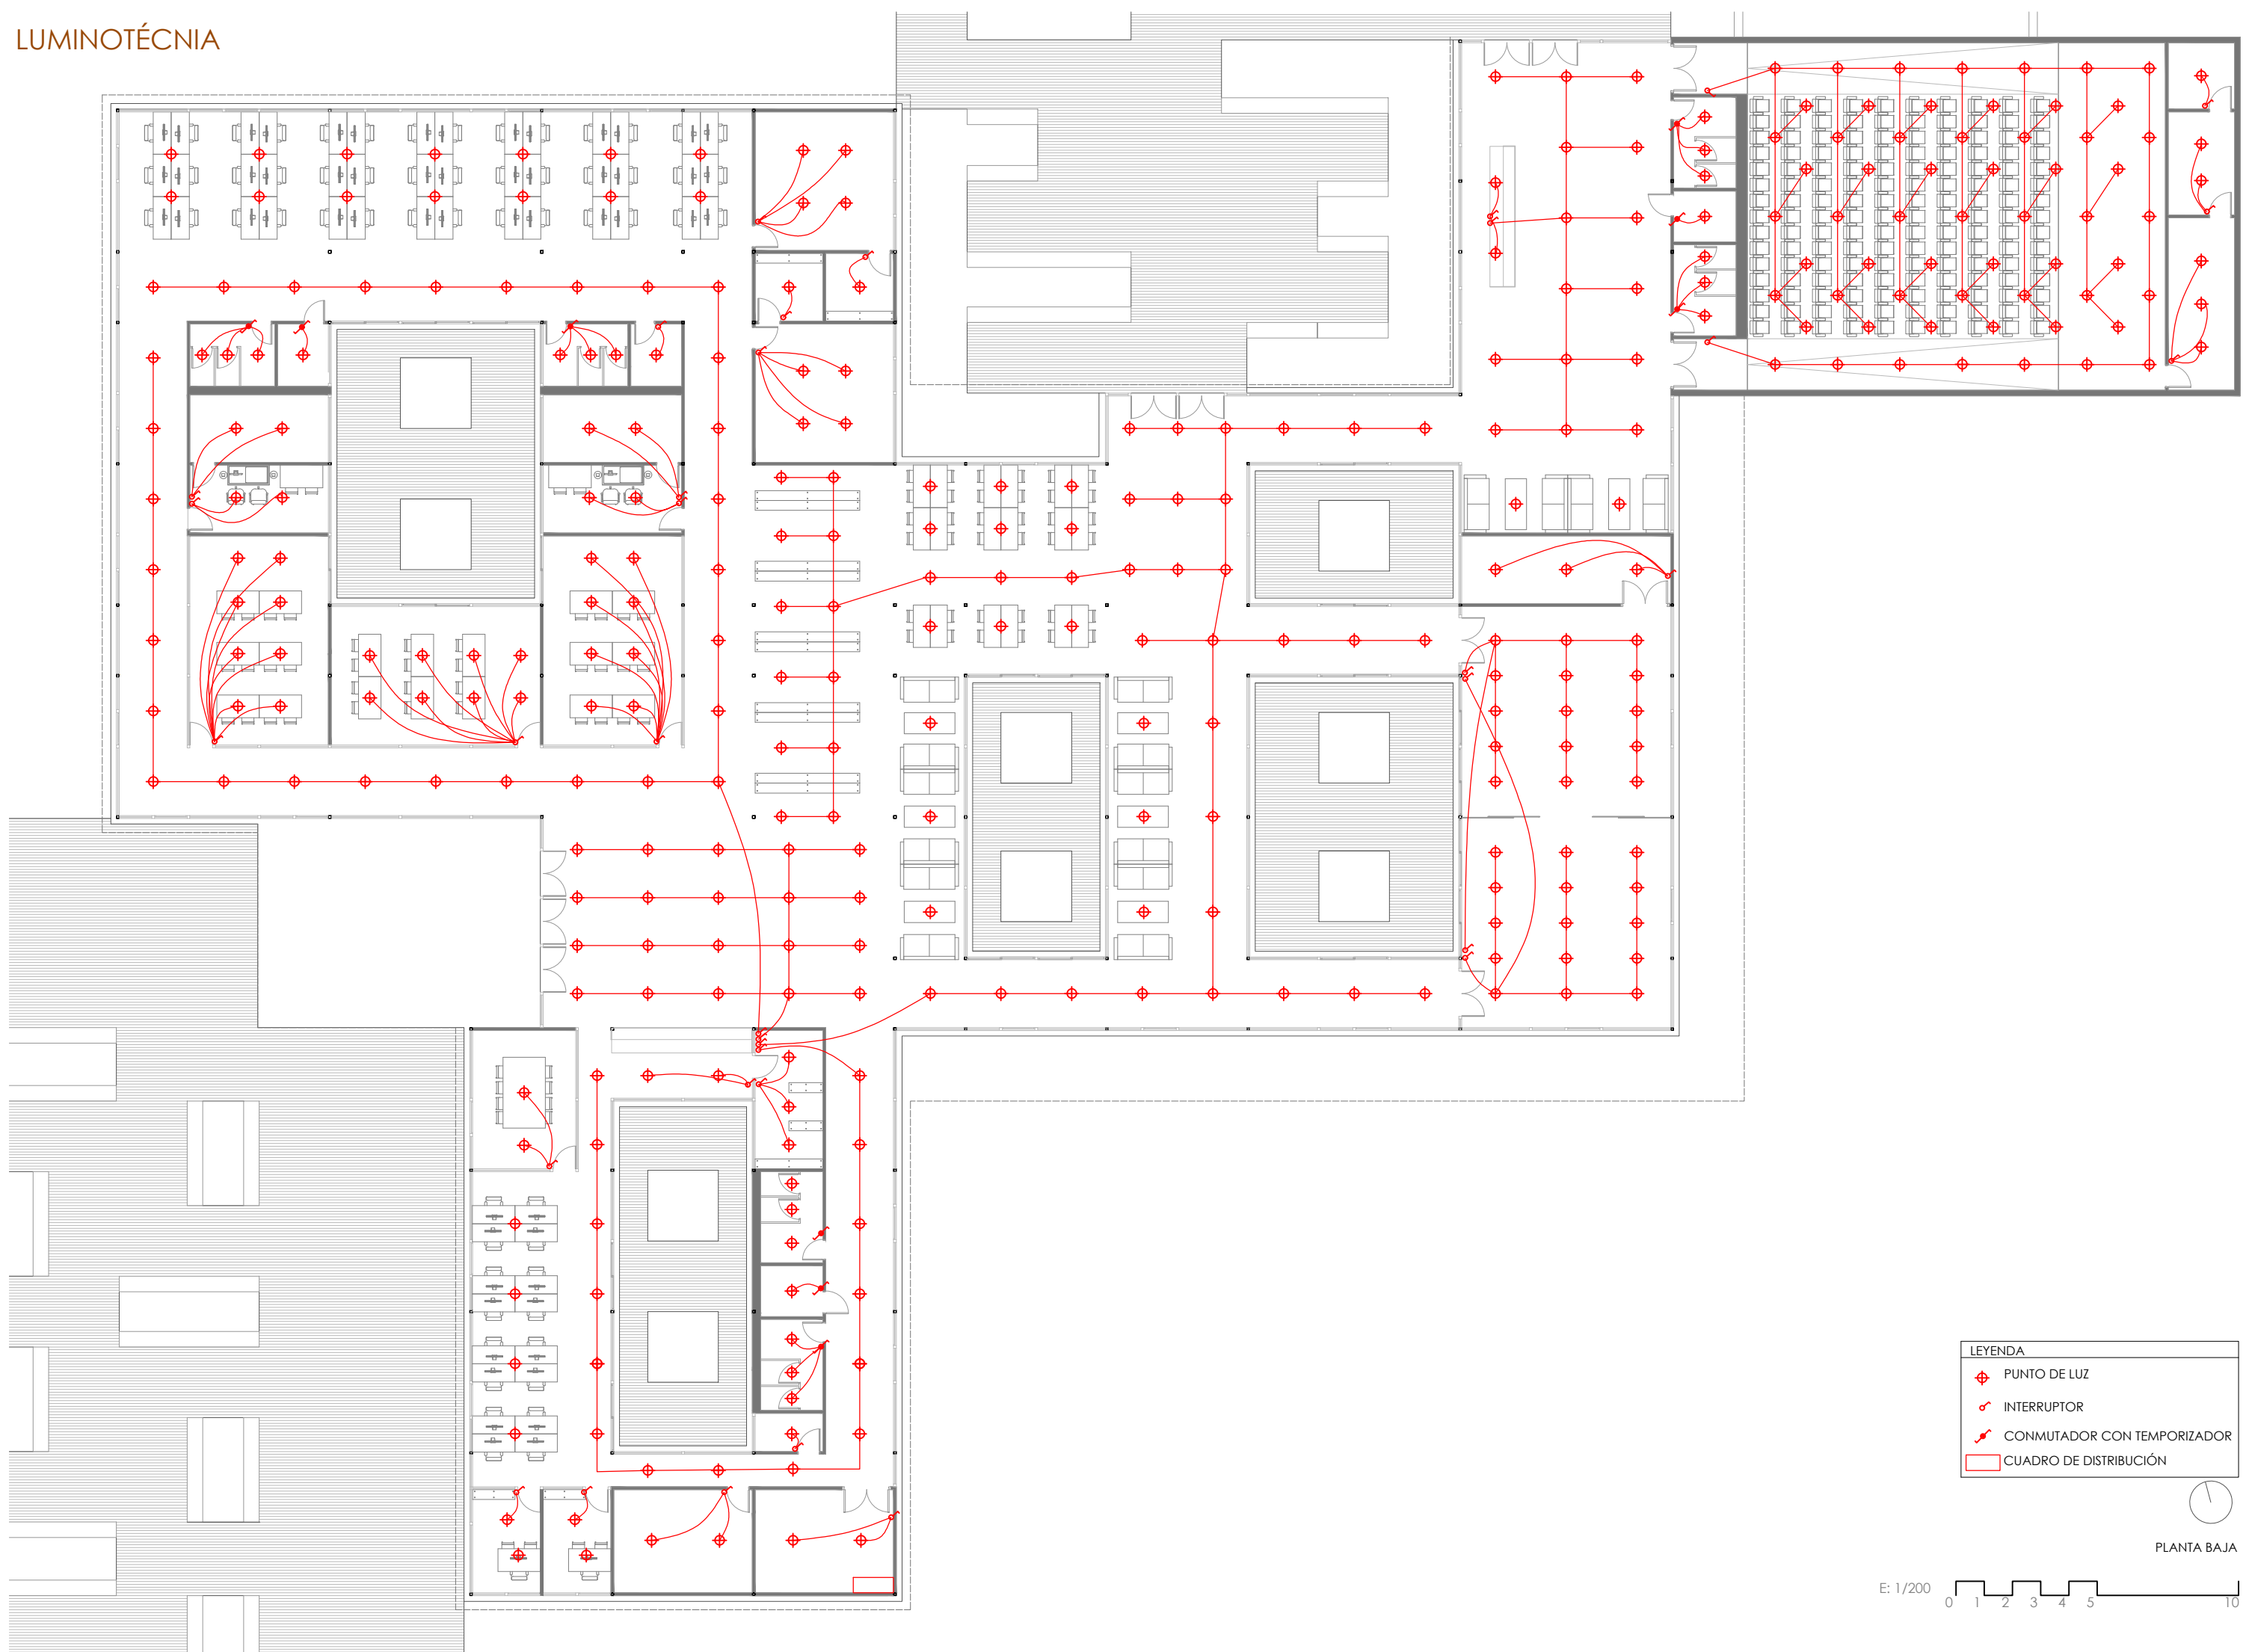 LUMINOTÉCNIA
LEYENDA
PUNTO DE LUZ
INTERRUPTOR
CONMUTADOR CON TEMPORIZADOR
CUADRO DE DISTRIBUCIÓN
PLANTA BAJA
E: 1/200
0 1 2 3 4 5 10